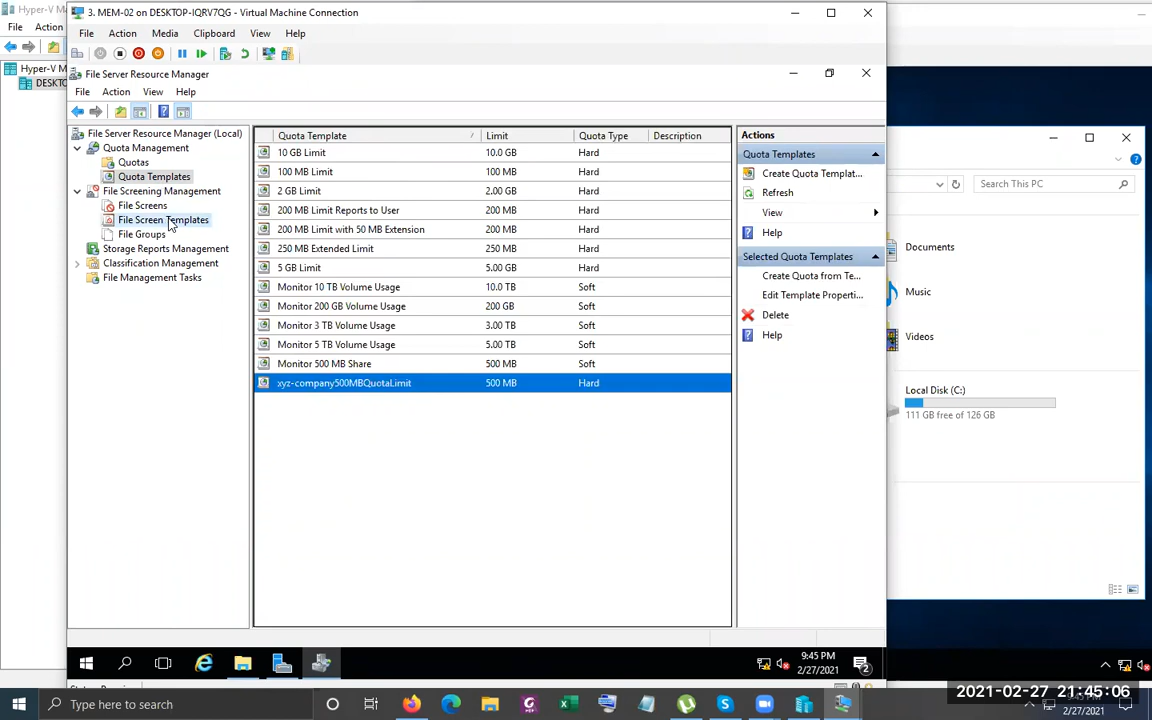 Hyper-V M
File
Action
Hyper-V M
DESKTO
3. MEM-02 on DESKTOP-IQRV7QG - Virtual Machine Connection
File Action Media Clipboard View Help
File Server Resource Manager
File Action View Help
File Server Resource Manager (Local)
Quota Management
Quotas
Quota Templates
File Screening Management
File Screens
File Screen Templates
File Groups
Storage Reports Management
Classification Management
File Management Tasks
Quota Template / Limit Quota Type Description
10 GB Limit 10.0 GB Hard
100 MB Limit 100 MB Hard
2 GB Limit 2.00 GB Hard
200 MB Limit Reports to User 200 MB Hard
200 MB Limit with 50 MB Extension 200 MB Hard
250 MB Extended Limit 250 MB Hard
5 GB Limit 5.00 GB Hard
Monitor 10 TB Volume Usage 10.0 TB Soft
Monitor 200 GB Volume Usage 200 GB Soft
Monitor 3 TB Volume Usage 3.00 TB Soft
Monitor 5 TB Volume Usage 5.00 TB Soft
Monitor 500 MB Share 500 MB Soft
xyz-company500MBQuotaLimit 500 MB Hard
Actions
Quota Templates
Create Quota Templat...
Refresh
View
Help
Selected Quota Templates
Create Quota from Te...
Edit Template Properti...
Delete
Help
Search This PC
Documents
Music
Videos
Local Disk (C:)
111 GB free of 126 GB
9:45 PM
2/27/2021
2
Type here to search
2021-02-27 21:45:06
2/27/2021